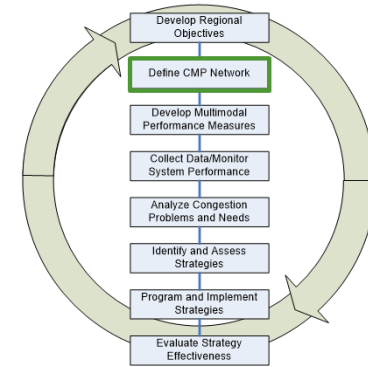 Develop Regional
Objectives
Define CMP Network
Develop Multimodal
Performance Measures
Collect Data/Monitor
System Performance
Analyze Congestion
Problems and Needs
Identify and Assess
Strategies
Program and Implement
Strategies
Evaluate Strategy
Effectiveness